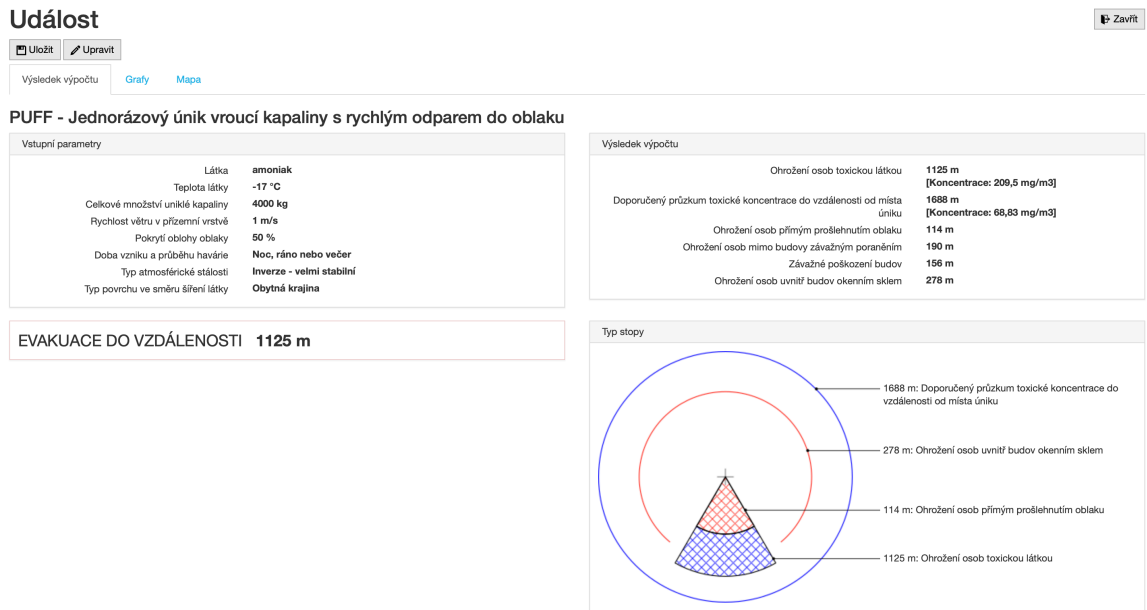 Událost
Zavřít
Uložit
Upravit
Výsledek výpočtu
Grafy
Mapa
PUFF - Jednorázový únik vroucí kapaliny s rychlým odparem do oblaku
Vstupní parametry
Látka amoniak
Teplota látky -17 °C
Celkové množství uniklé kapaliny 4000 kg
Rychlost větru v přízemní vrstvě 1 m/s
Pokrytí oblohy oblaky 50 %
Doba vzniku a průběhu havárie Noc, ráno nebo večer
Typ atmosférické stálosti Inverze - velmi stabilní
Typ povrchu ve směru šíření látky Obytná krajina
EVAKUACE DO VZDÁLENOSTI 1125 m
Výsledek výpočtu
Ohrožení osob toxickou látkou 1125 m
[Koncentrace: 209,5 mg/m3]
Doporučený průzkum toxické koncentrace do vzdálenosti od místa 1688 m
úniku [Koncentrace: 68,83 mg/m3]
Ohrožení osob přímým prošlehnutím oblaku 114 m
Ohrožení osob mimo budovy závažným poraněním 190 m
Závažné poškození budov 156 m
Ohrožení osob uvnitř budov okenním sklem 278 m
Typ stopy
1688 m: Doporučený průzkum toxické koncentrace do
vzdálenosti od místa úniku
278 m: Ohrožení osob uvnitř budov okenním sklem
114 m: Ohrožení osob přímým prošlehnutím oblaku
1125 m: Ohrožení osob toxickou látkou